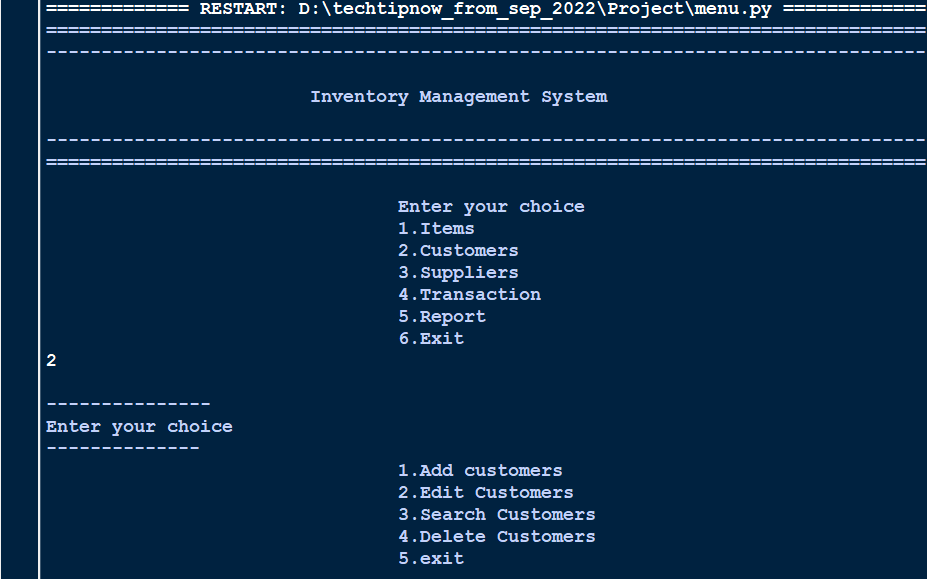 ============= RESTART: D:\techtipnow_from_sep_2022\Project\menu.py =============
================================================================================
--------------------------------------------------------------------------------
Inventory Management System
--------------------------------------------------------------------------------
================================================================================
Enter your choice
1.Items
2.Customers
3.Suppliers
4.Transaction
5.Report
6.Exit
2
---------------
Enter your choice
--------------
1.Add customers
2.Edit Customers
3.Search Customers
4.Delete Customers
5.exit